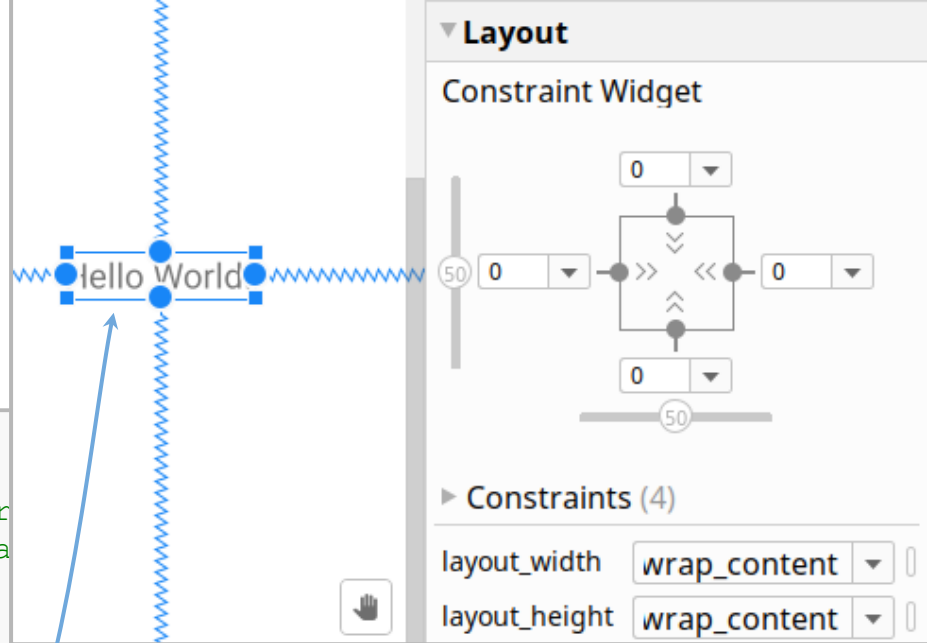 Layout
Constraint Widget
0
50
0
0
0
50
Hello World
Constraints (4)
layout_width
wrap_content
layout_height
wrap_content
r
a